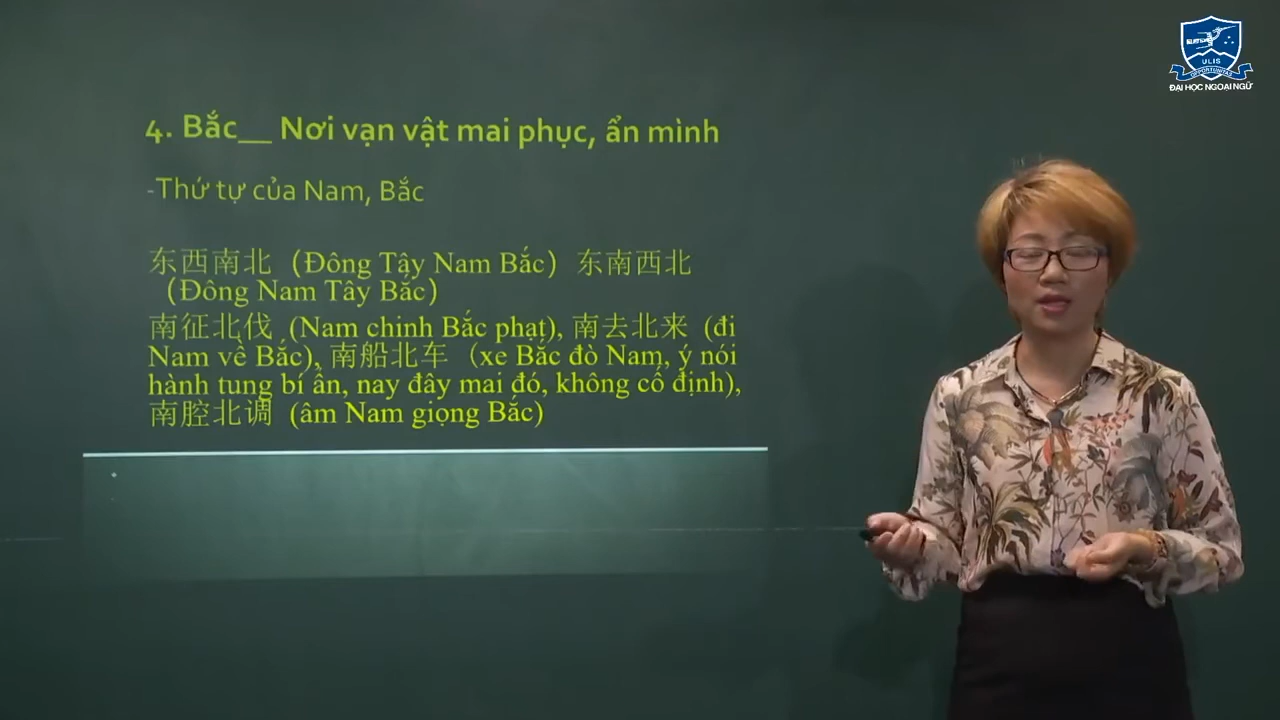 4. Bắc__ Nơi vạn vật mai phục, ẩn mình
-Thứ tự của Nam, Bắc
东西南北（Đông Tây Nam Bắc）东南西北
（Đông Nam Tây Bắc）
南征北伐 (Nam chinh Bắc phạt), 南去北来 (đi
Nam về Bắc), 南船北车（xe Bắc đò Nam, ý nói
hành tung bí ẩn, nay đây mai đó, không cố định),
南腔北调 (âm Nam giọng Bắc)
ULIS
OPPORTUNITAS
ĐẠI HỌC NGOẠI NGỮ